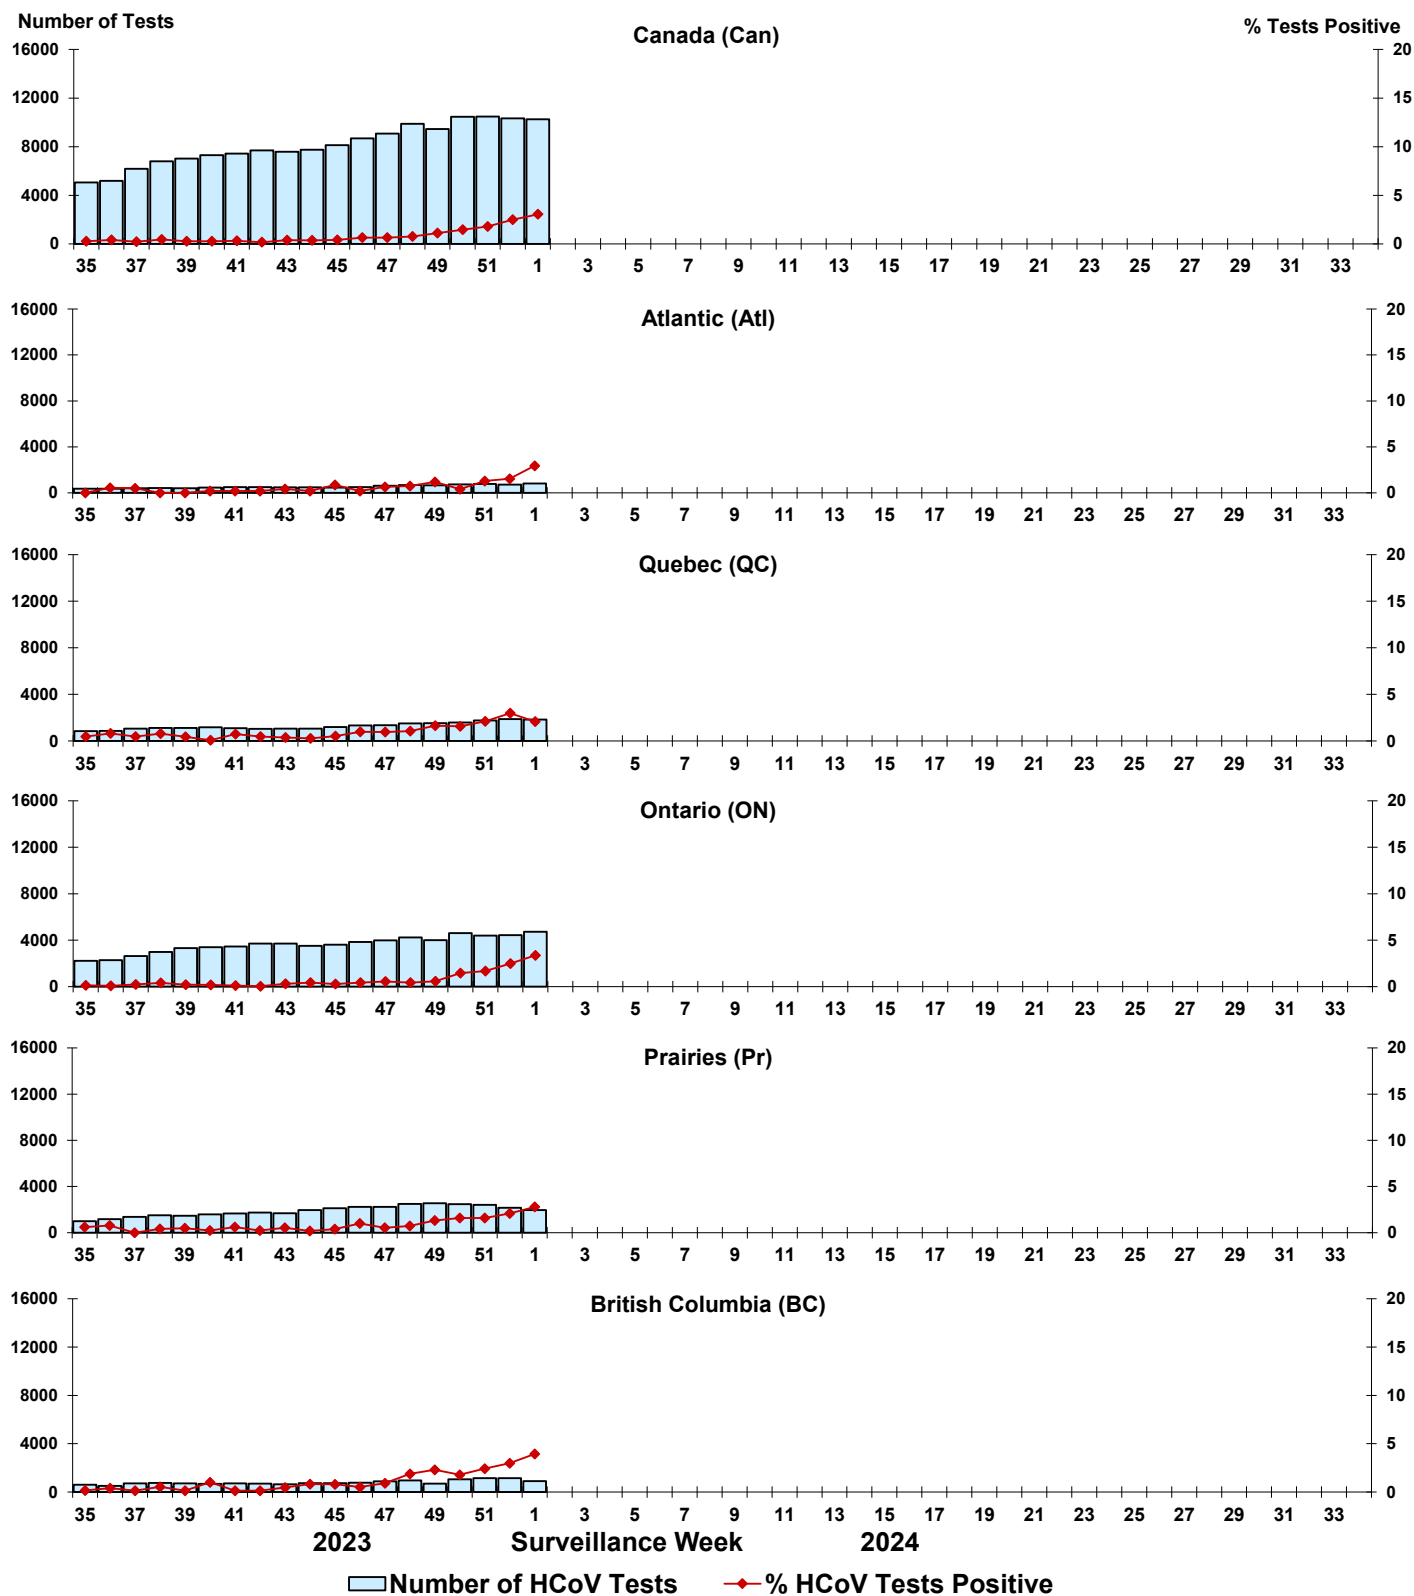 Number of Tests
Canada (Can)
% Tests Positive
16000 20
12000 15
8000 10
4000 5
0 0
35 37 39 41 43 45 47 49 51 1 3 5 7 9 11 13 15 17 19 21 23 25 27 29 31 33
Atlantic (Atl)
16000 20
12000 15
8000 10
4000 5
0 0
35 37 39 41 43 45 47 49 51 1 3 5 7 9 11 13 15 17 19 21 23 25 27 29 31 33
Quebec (QC)
16000 20
12000 15
8000 10
4000 5
0 0
35 37 39 41 43 45 47 49 51 1 3 5 7 9 11 13 15 17 19 21 23 25 27 29 31 33
Ontario (ON)
16000 20
12000 15
8000 10
4000 5
0 0
35 37 39 41 43 45 47 49 51 1 3 5 7 9 11 13 15 17 19 21 23 25 27 29 31 33
Prairies (Pr)
16000 20
12000 15
8000 10
4000 5
0 0
35 37 39 41 43 45 47 49 51 1 3 5 7 9 11 13 15 17 19 21 23 25 27 29 31 33
British Columbia (BC)
16000 20
12000 15
8000 10
4000 5
0 0
35 37 39 41 43 45 47 49 51 1 3 5 7 9 11 13 15 17 19 21 23 25 27 29 31 33
2023 Surveillance Week 2024
Number of HCoV Tests % HCoV Tests Positive